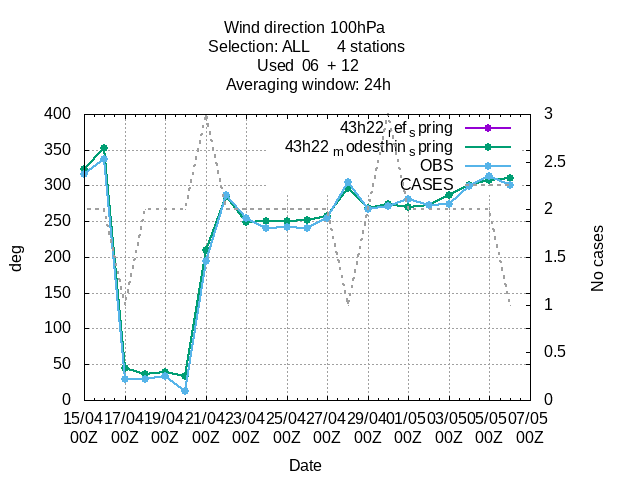 Wind direction 100hPa
Selection: ALL 4 stations
Used 06 + 12
Averaging window: 24h
400
350
300
250
200
150
100
50
0
deg
3
2.5
2
1.5
1
0.5
0
No cases
43h22_ref_spring
43h22_modesthin_spring
OBS
CASES
15/04 17/04 19/04 21/04 23/04 25/04 27/04 29/04 01/05 03/05 05/05 07/05
00Z 00Z 00Z 00Z 00Z 00Z 00Z 00Z 00Z 00Z 00Z 00Z
Date